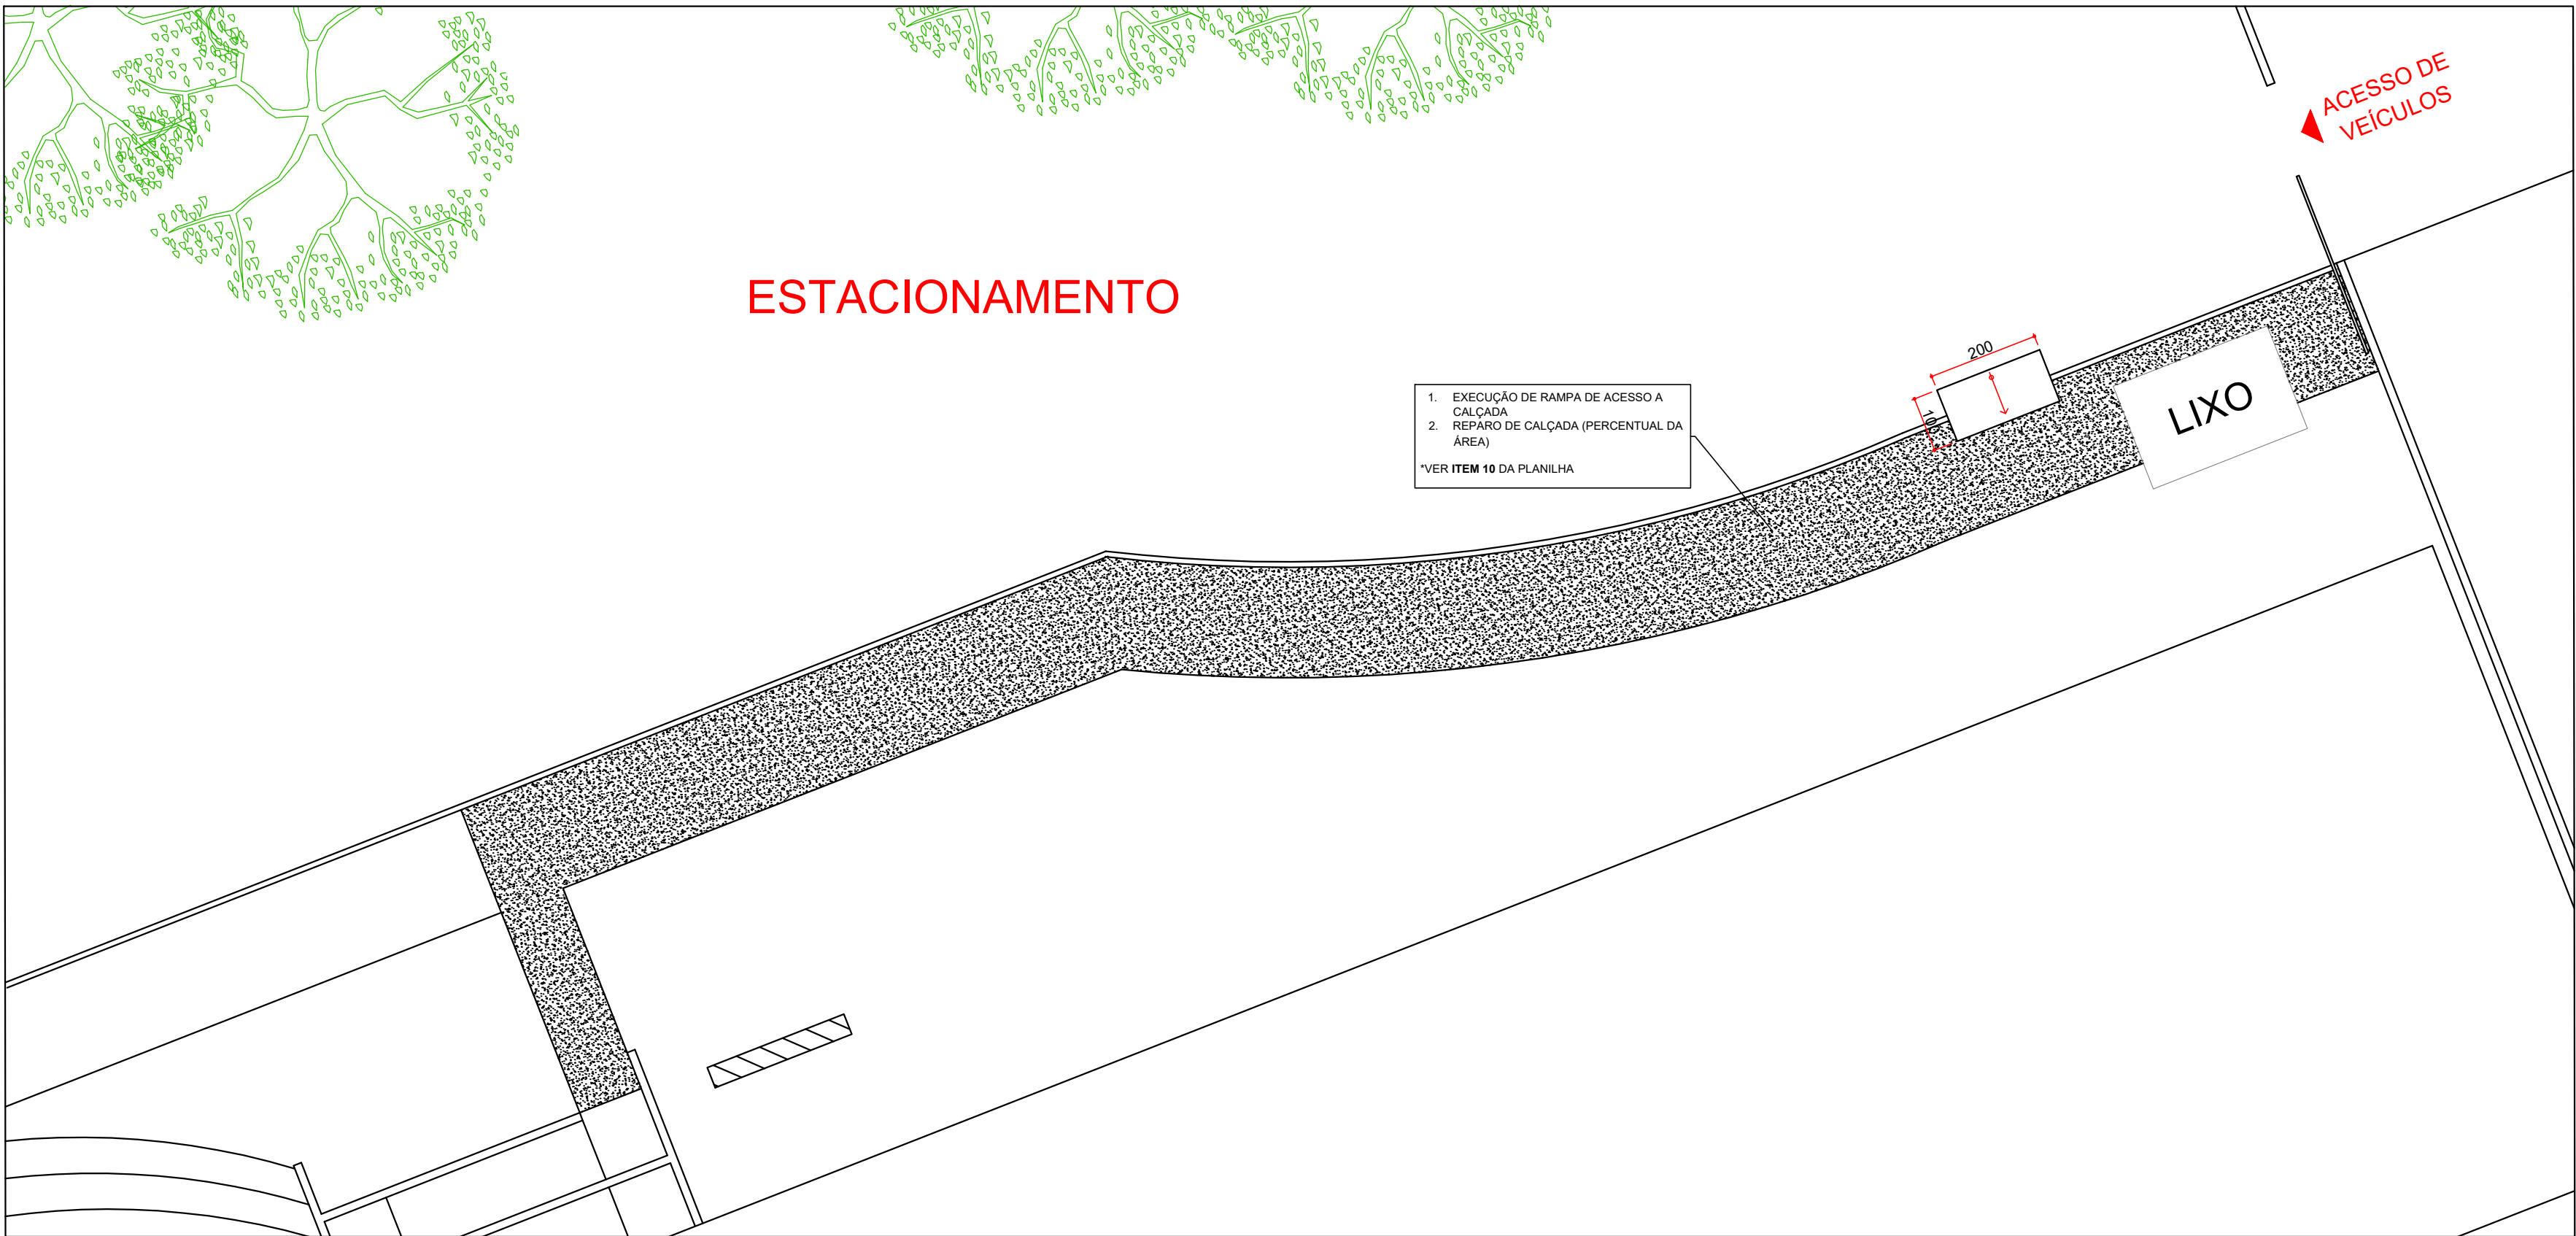 ACESSO DE
VEÍCULOS
ESTACIONAMENTO
200
100
LIXO
1. EXECUÇÃO DE RAMPA DE ACESSO A
CALÇADA
2. REPARO DE CALÇADA (PERCENTUAL DA
ÁREA)
*VER ITEM 10 DA PLANILHA